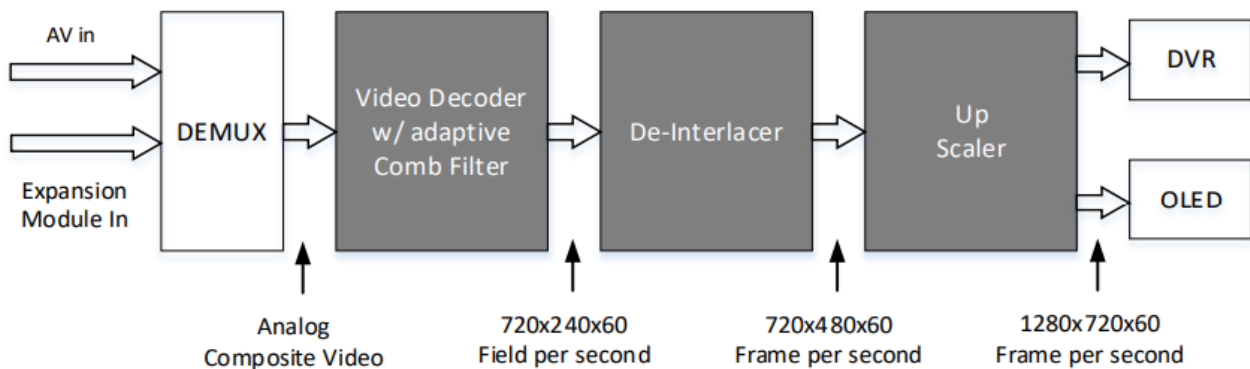 AV in
Expansion
Module In
DEMUX
Video Decoder
w/ adaptive
Comb Filter
De-Interlacer
Up
Scaler
DVR
OLED
Analog
Composite Video
720x240x60
Field per second
720x480x60
Frame per second
1280x720x60
Frame per second